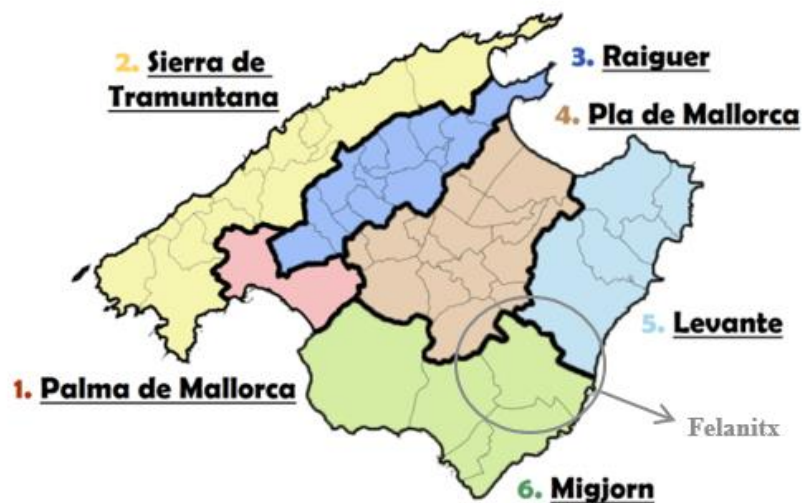 2. Sierra de
Tramuntana
3. Raiguer
4. Pla de Mallorca
5. Levante
1. Palma de Mallorca
Felanitx
6. Migjorn